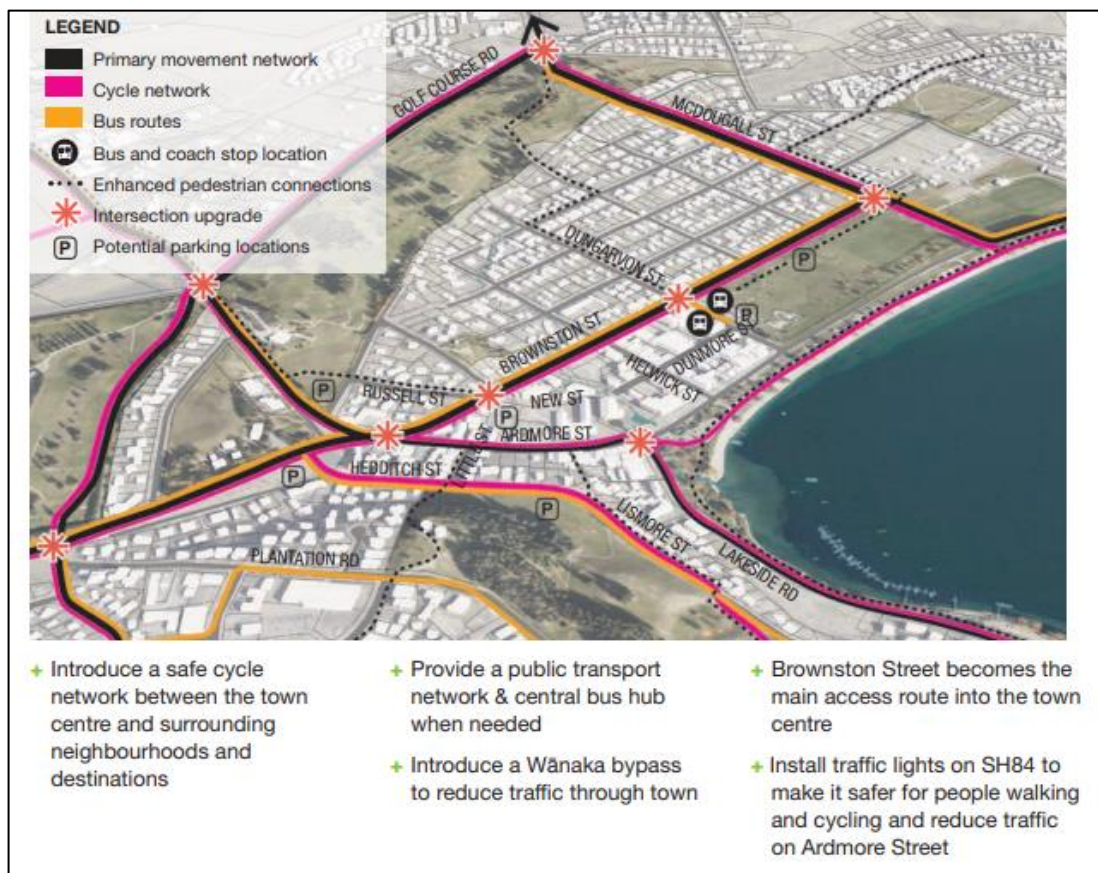 LEGEND
Primary movement network
Cycle network
Bus routes
Bus and coach stop location
Enhanced pedestrian connections
Intersection upgrade
P Potential parking locations
GOLF COURSE RD
MCDOUGALL ST
DUNGARVON ST
P
BROWNSTON ST
P
DUNMORE ST
HELWICK ST
P
RUSSELL ST
NEW ST
P
ARDMORE ST
LITTLE ST
HEDDITCH ST
P
P
LISMORE ST
LAKESIDE RD
PLANTATION RD
+ Introduce a safe cycle
network between the town
centre and surrounding
neighbourhoods and
destinations
+ Provide a public transport
network & central bus hub
when needed
+ Introduce a Wānaka bypass
to reduce traffic through town
+ Brownston Street becomes the
main access route into the town
centre
+ Install traffic lights on SH84 to
make it safer for people walking
and cycling and reduce traffic
on Ardmore Street